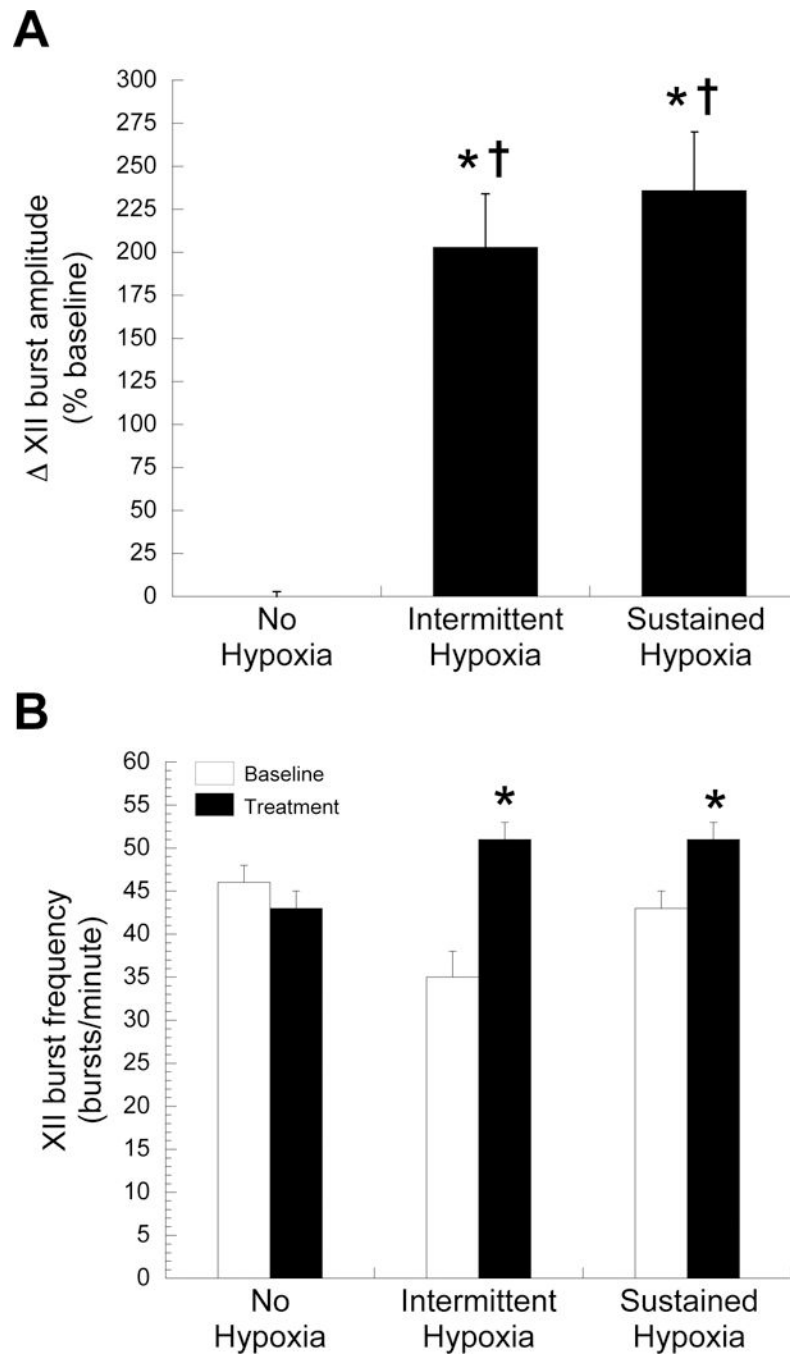 A
Δ XII burst amplitude
(% baseline)
300
275
250
225
200
175
150
125
100
75
50
25
0
* †
* †
No
Hypoxia
Intermittent
Hypoxia
Sustained
Hypoxia
B
XII burst frequency
(bursts/minute)
60
55
50
45
40
35
30
25
20
15
10
5
0
Baseline
Treatment
*
*
No
Hypoxia
Intermittent
Hypoxia
Sustained
Hypoxia